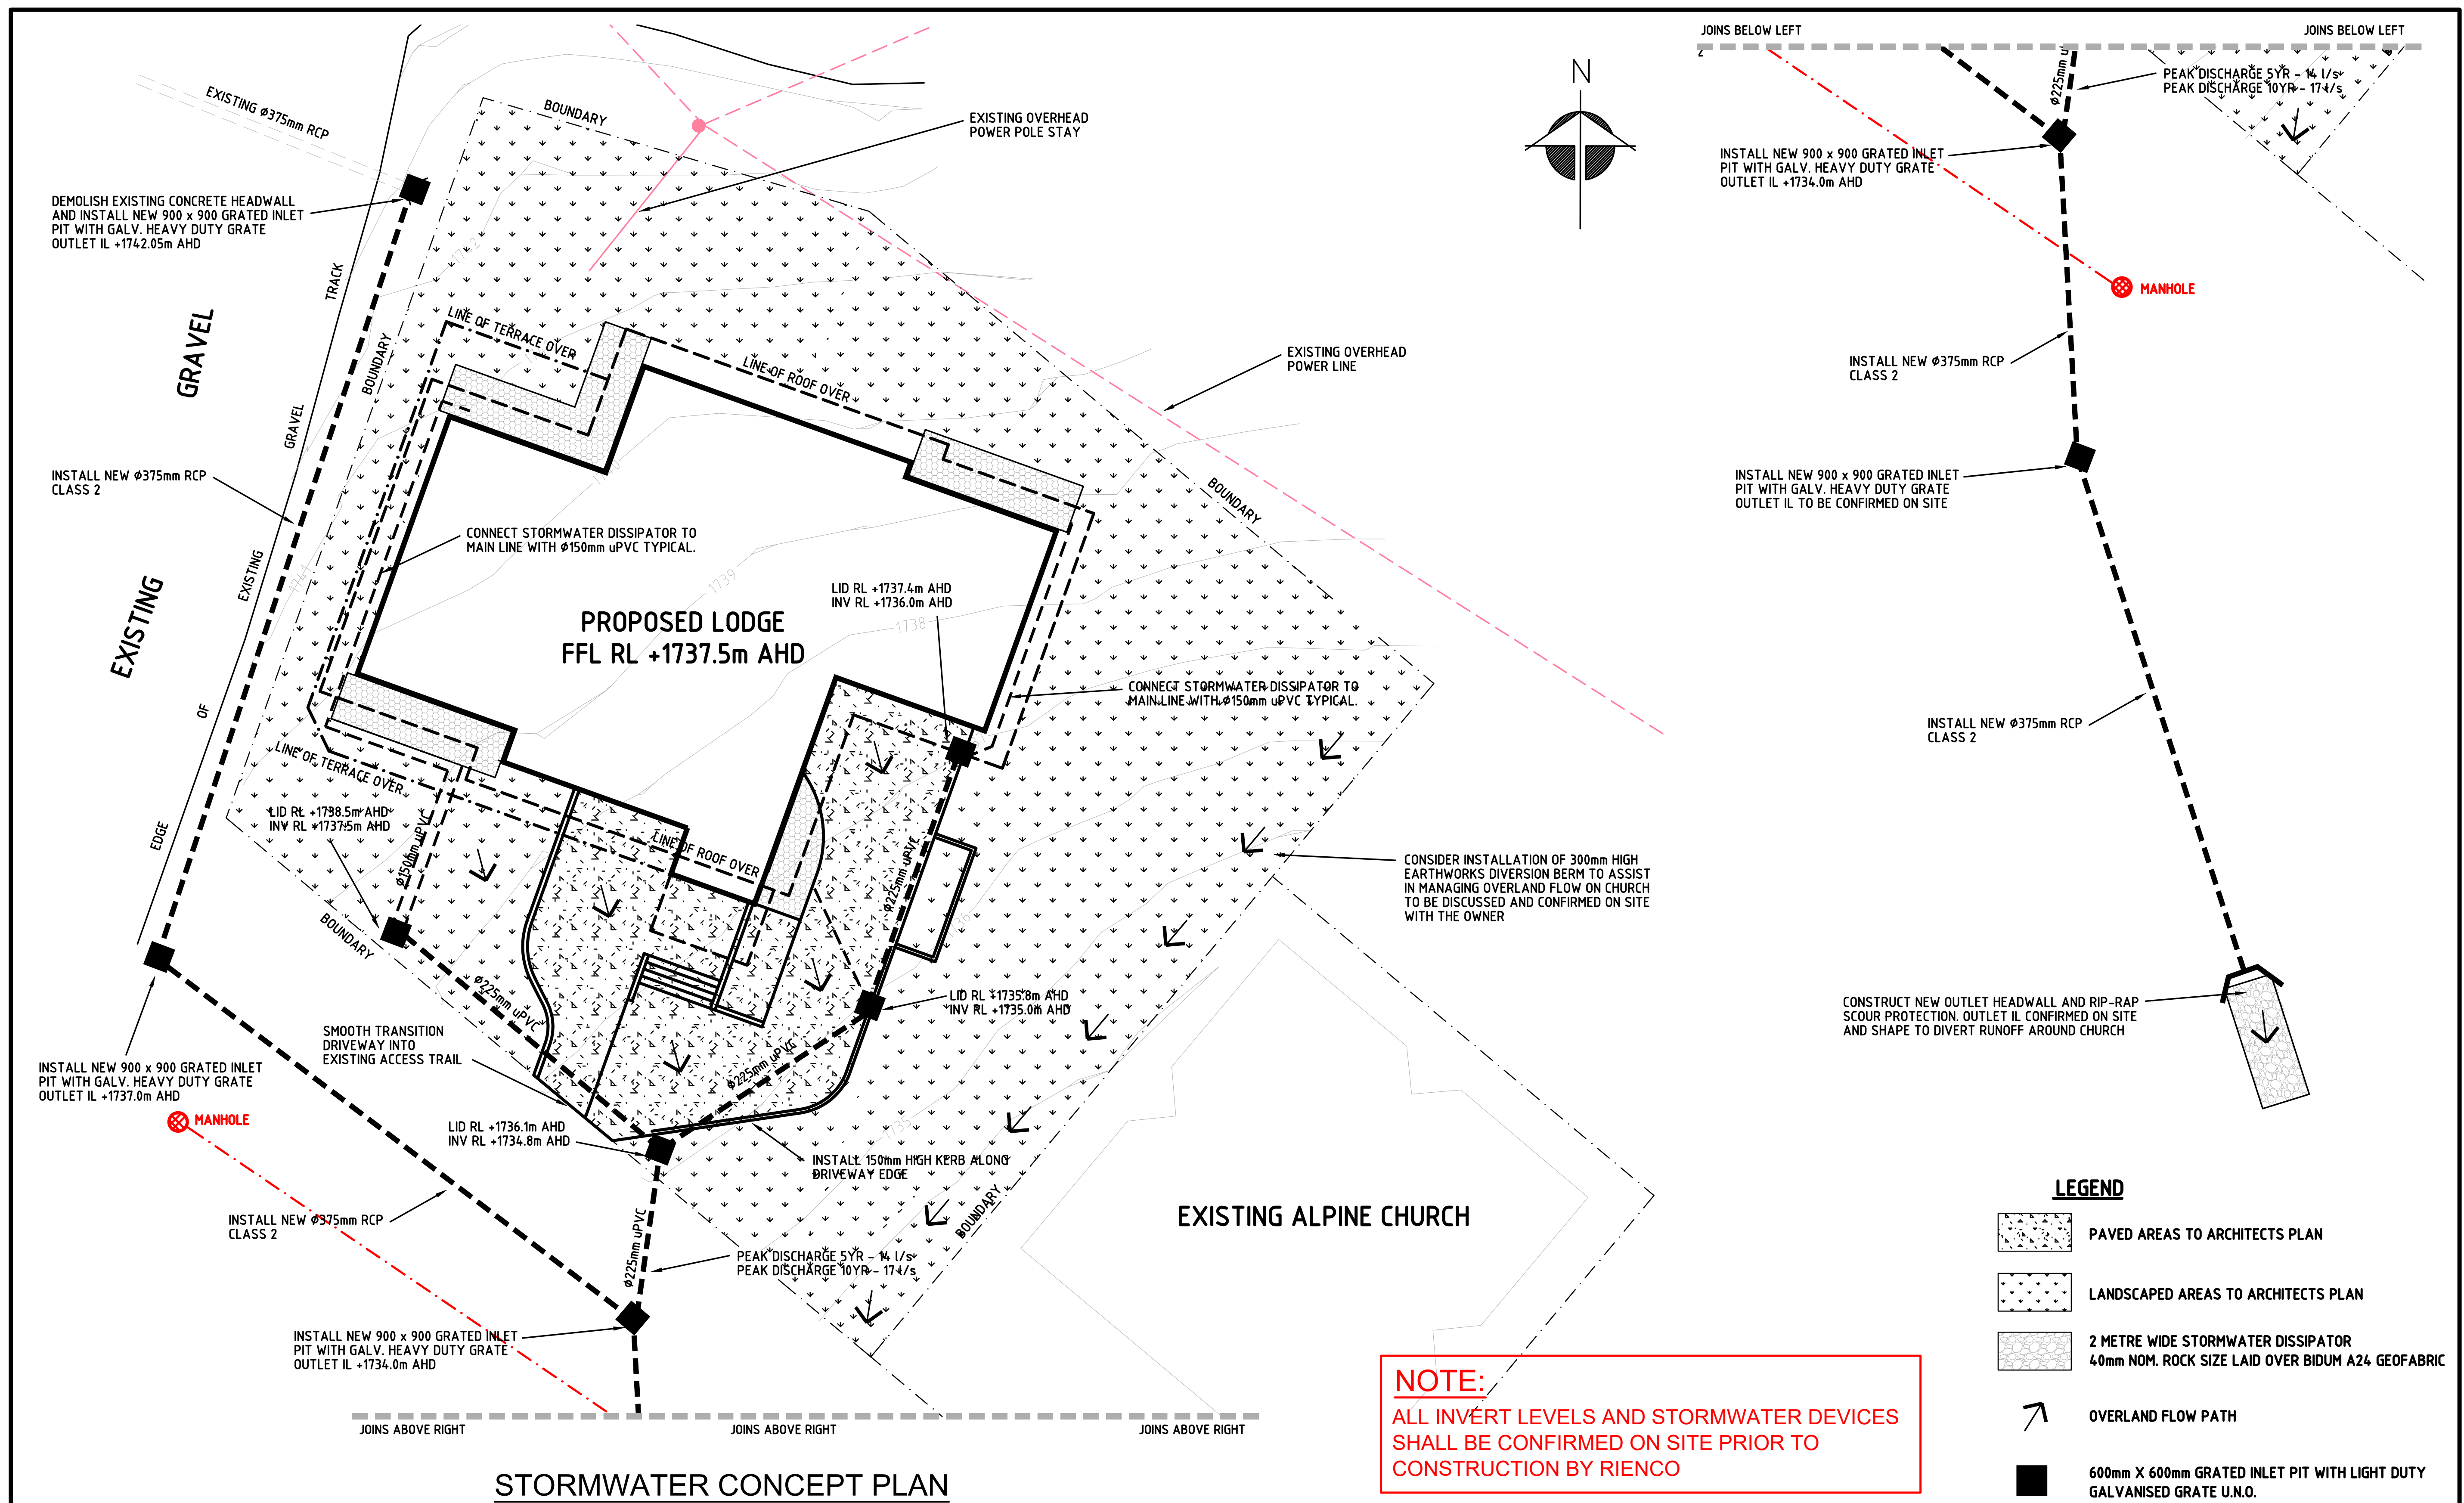 EXISTING Ø375mm RCP
BOUNDARY
EXISTING OVERHEAD
POWER POLE STAY
DEMOLISH EXISTING CONCRETE HEADWALL
AND INSTALL NEW 900 x 900 GRATED INLET
PIT WITH GALV. HEAVY DUTY GRATE
OUTLET IL +1742.05m AHD
1742
EXISTING GRAVEL
EDGE OF EXISTING GRAVEL TRACK
BOUNDARY
LINE OF TERRACE OVER
LINE OF ROOF OVER
EXISTING OVERHEAD
POWER LINE
BOUNDARY
INSTALL NEW Ø375mm RCP
CLASS 2
CONNECT STORMWATER DISSIPATOR TO
MAIN LINE WITH Ø150mm uPVC TYPICAL.
1741
1739
1738
PROPOSED LODGE
FFL RL +1737.5m AHD
LID RL +1737.4m AHD
INV RL +1736.0m AHD
CONNECT STORMWATER DISSIPATOR TO
MAIN LINE WITH Ø150mm uPVC TYPICAL.
LINE OF TERRACE OVER
LID RL +1738.5m AHD
INV RL +1737.5m AHD
Ø150mm uPVC
LINE OF ROOF OVER
Ø225mm uPVC
1736
CONSIDER INSTALLATION OF 300mm HIGH
EARTHWORKS DIVERSION BERM TO ASSIST
IN MANAGING OVERLAND FLOW ON CHURCH
TO BE DISCUSSED AND CONFIRMED ON SITE
WITH THE OWNER
BOUNDARY
Ø225mm uPVC
LID RL +1735.8m AHD
INV RL +1735.0m AHD
SMOOTH TRANSITION
DRIVEWAY INTO
EXISTING ACCESS TRAIL
Ø225mm uPVC
INSTALL NEW 900 x 900 GRATED INLET
PIT WITH GALV. HEAVY DUTY GRATE
OUTLET IL +1737.0m AHD
MANHOLE
LID RL +1736.1m AHD
INV RL +1734.8m AHD
1735
INSTALL 150mm HIGH KERB ALONG
DRIVEWAY EDGE
BOUNDARY
EXISTING ALPINE CHURCH
INSTALL NEW Ø375mm RCP
CLASS 2
Ø225mm uPVC
PEAK DISCHARGE 5YR - 14 l/s
PEAK DISCHARGE 10YR - 17 l/s
INSTALL NEW 900 x 900 GRATED INLET
PIT WITH GALV. HEAVY DUTY GRATE
OUTLET IL +1734.0m AHD
JOINS ABOVE RIGHT
JOINS ABOVE RIGHT
JOINS ABOVE RIGHT
STORMWATER CONCEPT PLAN
N
JOINS BELOW LEFT
JOINS BELOW LEFT
2
Ø225mm u
PEAK DISCHARGE 5YR - 14 l/s
PEAK DISCHARGE 10YR - 17 l/s
INSTALL NEW 900 x 900 GRATED INLET
PIT WITH GALV. HEAVY DUTY GRATE
OUTLET IL +1734.0m AHD
MANHOLE
INSTALL NEW Ø375mm RCP
CLASS 2
INSTALL NEW 900 x 900 GRATED INLET
PIT WITH GALV. HEAVY DUTY GRATE
OUTLET IL TO BE CONFIRMED ON SITE
INSTALL NEW Ø375mm RCP
CLASS 2
CONSTRUCT NEW OUTLET HEADWALL AND RIP-RAP
SCOUR PROTECTION. OUTLET IL CONFIRMED ON SITE
AND SHAPE TO DIVERT RUNOFF AROUND CHURCH
NOTE:
ALL INVERT LEVELS AND STORMWATER DEVICES
SHALL BE CONFIRMED ON SITE PRIOR TO
CONSTRUCTION BY RIENCO
LEGEND
PAVED AREAS TO ARCHITECTS PLAN
LANDSCAPED AREAS TO ARCHITECTS PLAN
2 METRE WIDE STORMWATER DISSIPATOR
40mm NOM. ROCK SIZE LAID OVER BIDUM A24 GEOFABRIC
OVERLAND FLOW PATH
600mm X 600mm GRATED INLET PIT WITH LIGHT DUTY
GALVANISED GRATE U.N.O.